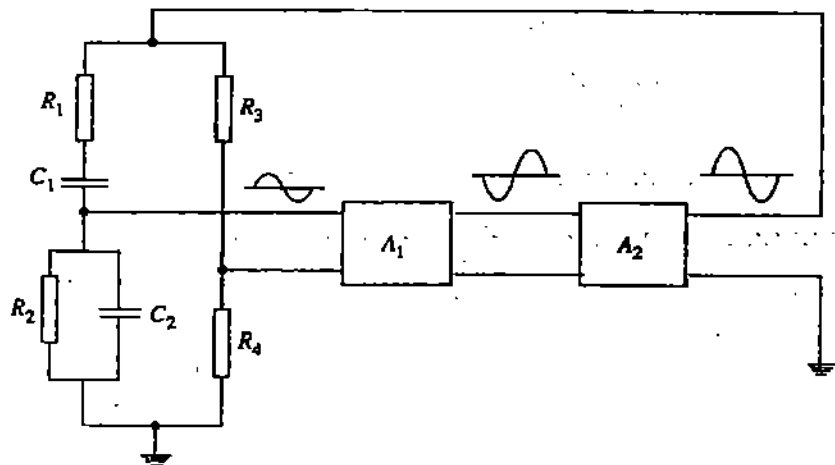 R₁
R₃
C₁
A₁
A₂
R₂
C₂
R₄